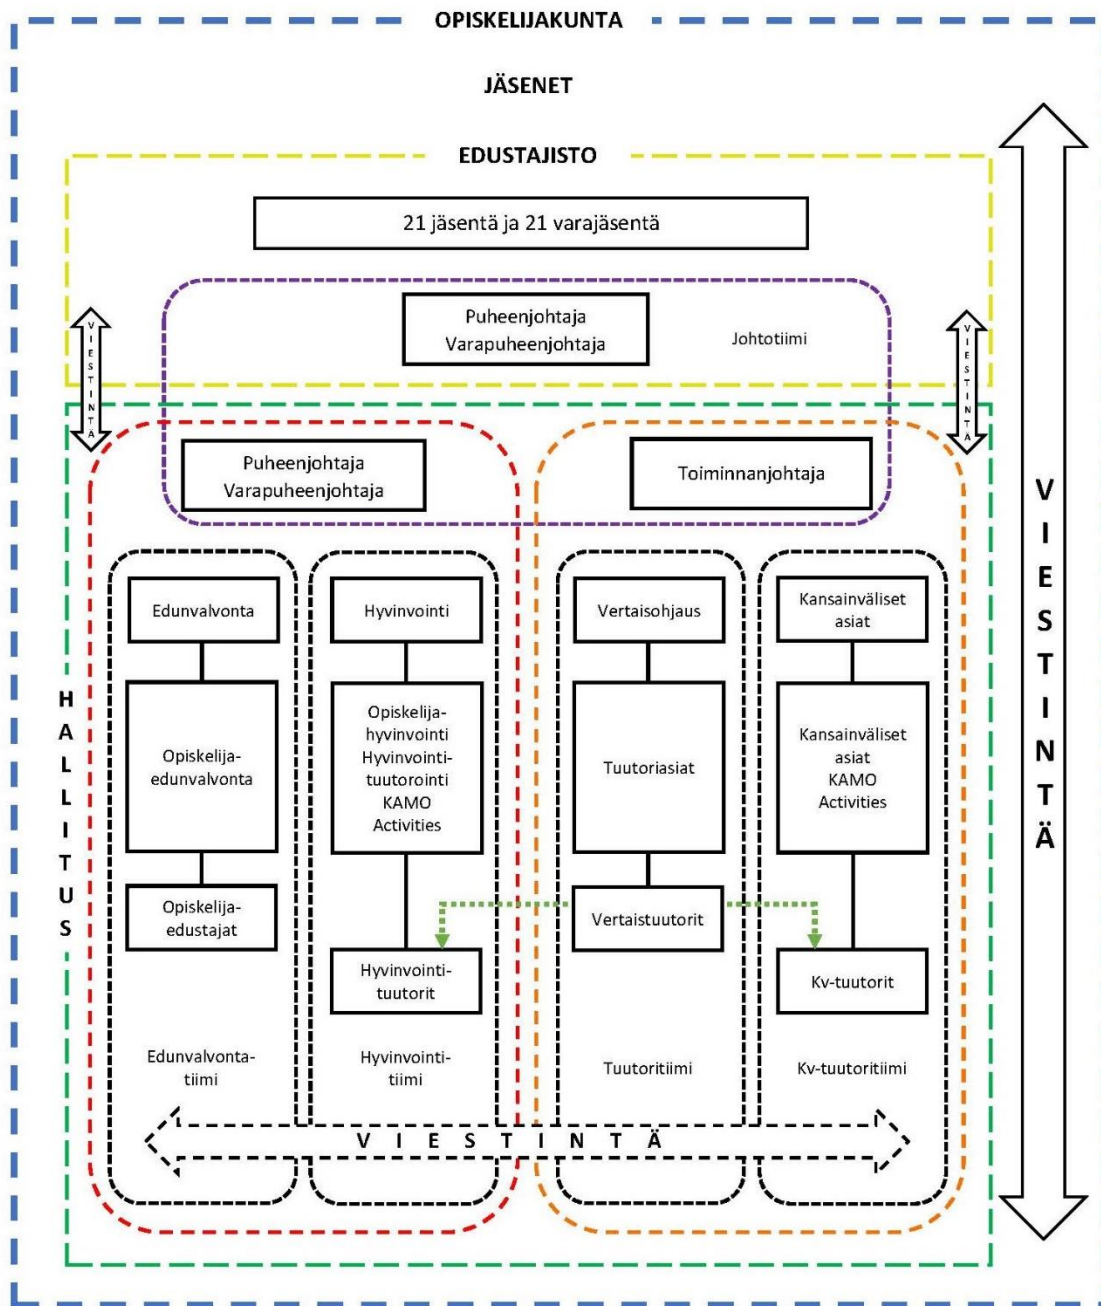 OPISKELIJAKUNTA
JÄSENET
EDUSTAJISTO
21 jäsentä ja 21 varajäsentä
Puheenjohtaja
Varapuheenjohtaja
Johtotiimi
VIESTINTÄ
VIESTINTÄ
VIESTINTÄ
HALLITUS
Puheenjohtaja
Varapuheenjohtaja
Toiminnanjohtaja
Edunvalvonta
Opiskelija-
edunvalvonta
Opiskelija-
edustajat
Edunvalvonta-
tiimi
Hyvinvointi
Opiskelija-
hyvinvointi
Hyvinvointi-
tuutorointi
KAMO
Activities
Hyvinvointi-
tuutorit
Hyvinvointi-
tiimi
Vertaisohjaus
Tuutoriasiat
Vertaistuutorit
Tuutoritiimi
Kansainväliset
asiat
Kansainväliset
asiat
KAMO
Activities
Kv-tuutorit
Kv-tuutoritiimi
VIESTINTÄ